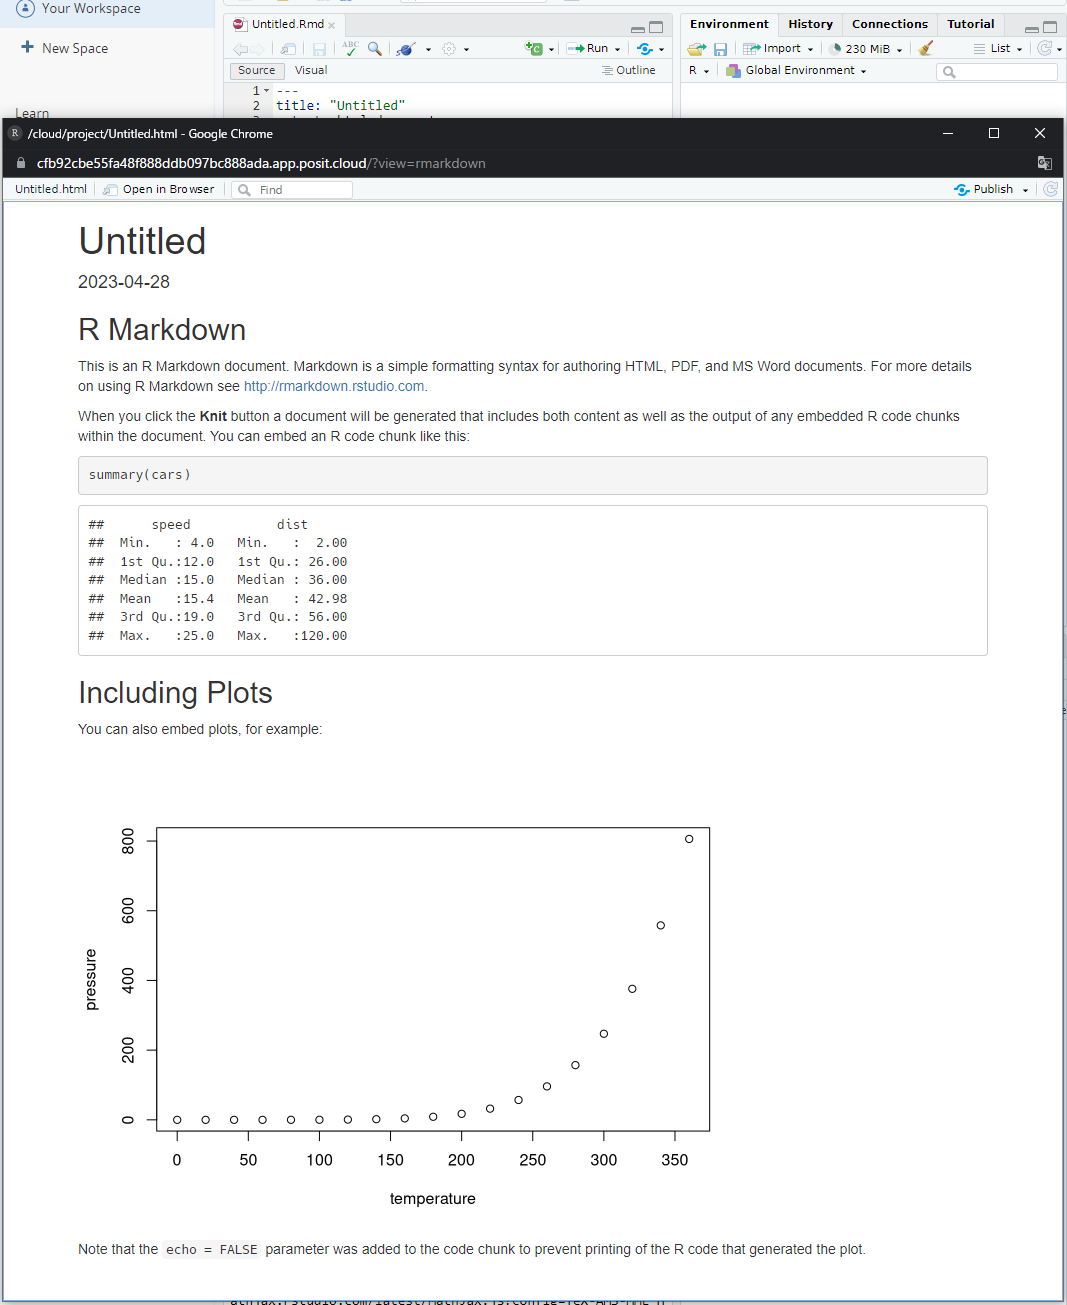 Your Workspace
New Space
Learn
Untitled.Rmd
ABC
Run
Source Visual
Outline
1 ---
2 title: "Untitled"
Environment History Connections Tutorial
Import 230 MiB List
R Global Environment
/cloud/project/Untitled.html - Google Chrome
cfb92cbe55fa48f888ddb097bc888ada.app.posit.cloud/?view=rmarkdown
Untitled.html Open in Browser Find Publish
Untitled
2023-04-28
R Markdown
This is an R Markdown document. Markdown is a simple formatting syntax for authoring HTML, PDF, and MS Word documents. For more details
on using R Markdown see http://rmarkdown.rstudio.com.
When you click the Knit button a document will be generated that includes both content as well as the output of any embedded R code chunks
within the document. You can embed an R code chunk like this:
summary(cars)
##      speed           dist
##  Min.   : 4.0   Min.   :  2.00
##  1st Qu.:12.0   1st Qu.: 26.00
##  Median :15.0   Median : 36.00
##  Mean   :15.4   Mean   : 42.98
##  3rd Qu.:19.0   3rd Qu.: 56.00
##  Max.   :25.0   Max.   :120.00
Including Plots
You can also embed plots, for example:
800
600
400
200
0
pressure
0 50 100 150 200 250 300 350
temperature
Note that the echo = FALSE parameter was added to the code chunk to prevent printing of the R code that generated the plot.